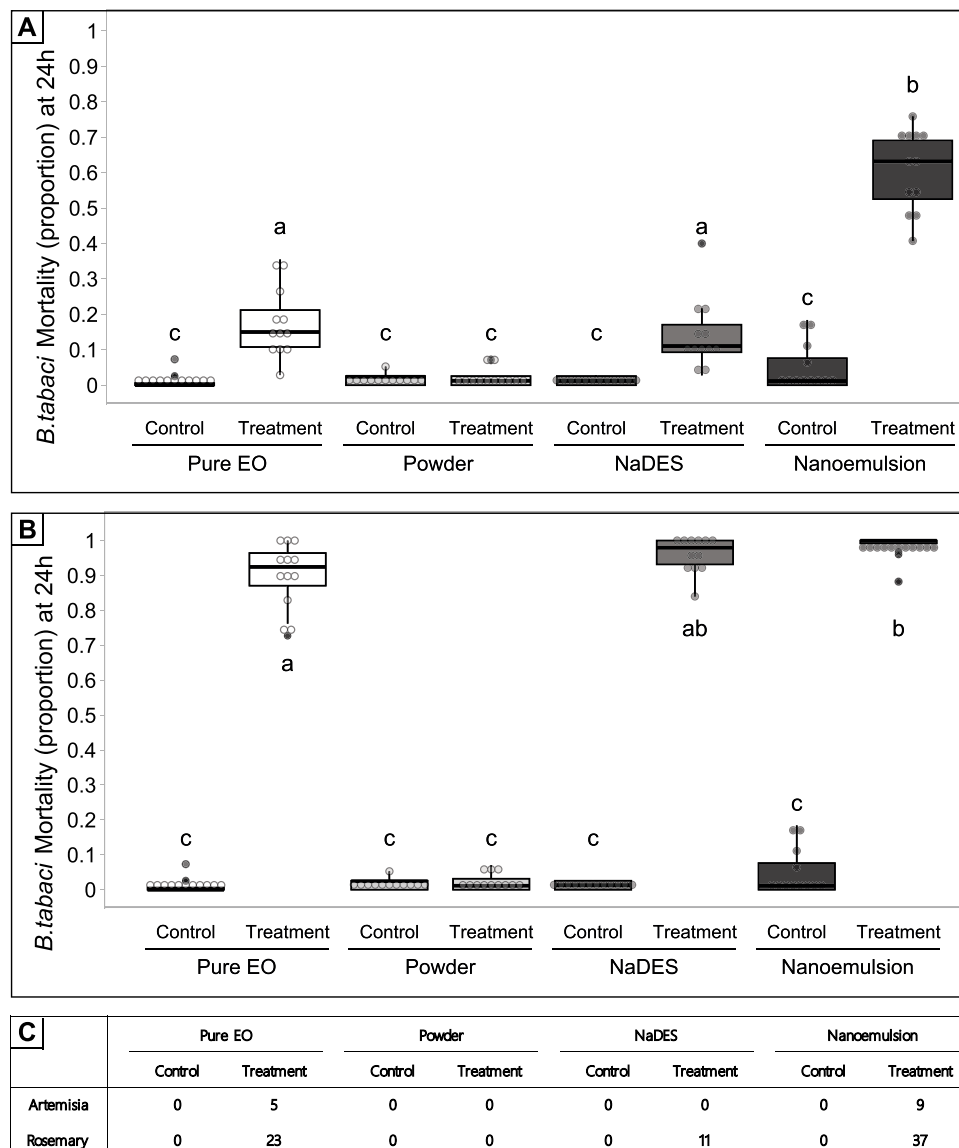 A
B.tabaci Mortality (proportion) at 24h
1
0.9
0.8
0.7
0.6
0.5
0.4
0.3
0.2
0.1
0
c
a
c
c
c
a
c
b
Control Treatment Control Treatment Control Treatment Control Treatment
Pure EO Powder NaDES Nanoemulsion
B
B.tabaci Mortality (proportion) at 24h
1
0.9
0.8
0.7
0.6
0.5
0.4
0.3
0.2
0.1
0
c
a
c
c
c
ab
c
b
Control Treatment Control Treatment Control Treatment Control Treatment
Pure EO Powder NaDES Nanoemulsion
C
Pure EO Powder NaDES Nanoemulsion
Control Treatment Control Treatment Control Treatment Control Treatment
Artemisia 0 5 0 0 0 0 0 9
Rosemary 0 23 0 0 0 11 0 37